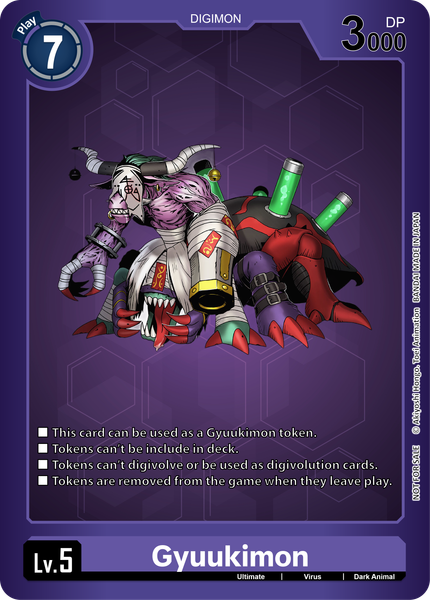 Play
7
DIGIMON
DP
3000
■ This card can be used as a Gyuukimon token.
■ Tokens can't be include in deck.
■ Tokens can't digivolve or be used as digivolution cards.
■ Tokens are removed from the game when they leave play.
NOT FOR SALE © Akiyoshi Hongo, Toei Animation BANDAI MADE IN JAPAN
Lv.5
Gyuukimon
Ultimate | Virus | Dark Animal